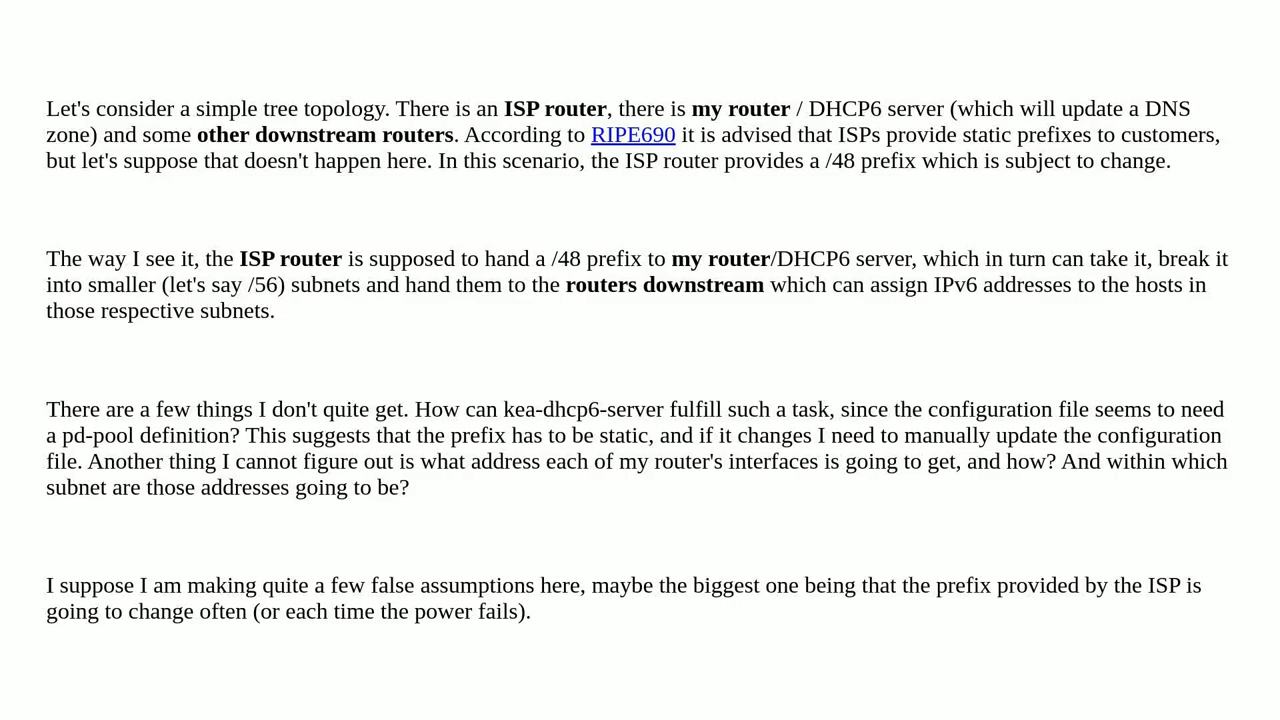 Let's consider a simple tree topology. There is an ISP router, there is my router / DHCP6 server (which will update a DNS
zone) and some other downstream routers. According to RIPE690 it is advised that ISPs provide static prefixes to customers,
but let's suppose that doesn't happen here. In this scenario, the ISP router provides a /48 prefix which is subject to change.
The way I see it, the ISP router is supposed to hand a /48 prefix to my router/DHCP6 server, which in turn can take it, break it
into smaller (let's say /56) subnets and hand them to the routers downstream which can assign IPv6 addresses to the hosts in
those respective subnets.
There are a few things I don't quite get. How can kea-dhcp6-server fulfill such a task, since the configuration file seems to need
a pd-pool definition? This suggests that the prefix has to be static, and if it changes I need to manually update the configuration
file. Another thing I cannot figure out is what address each of my router's interfaces is going to get, and how? And within which
subnet are those addresses going to be?
I suppose I am making quite a few false assumptions here, maybe the biggest one being that the prefix provided by the ISP is
going to change often (or each time the power fails).